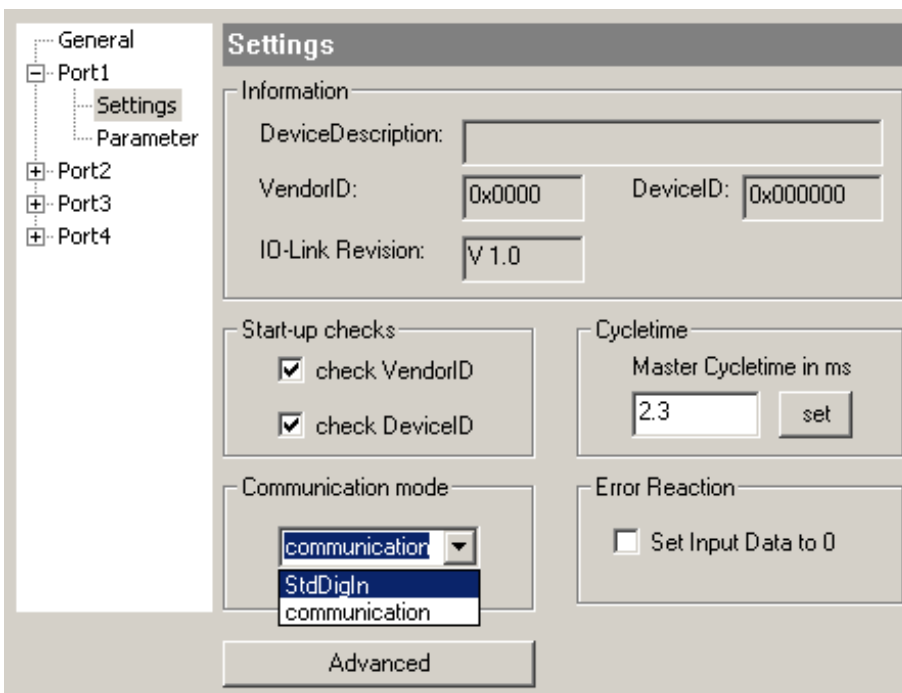 General
Port1
Settings
Parameter
Port2
Port3
Port4
Settings
Information
DeviceDescription:
VendorID:
0x0000
DeviceID:
0x000000
IO-Link Revision:
V 1.0
Start-up checks
check VendorID
check DeviceID
Cycletime
Master Cycletime in ms
2.3
set
Communication mode
communication
StdDigIn
communication
Error Reaction
Set Input Data to 0
Advanced